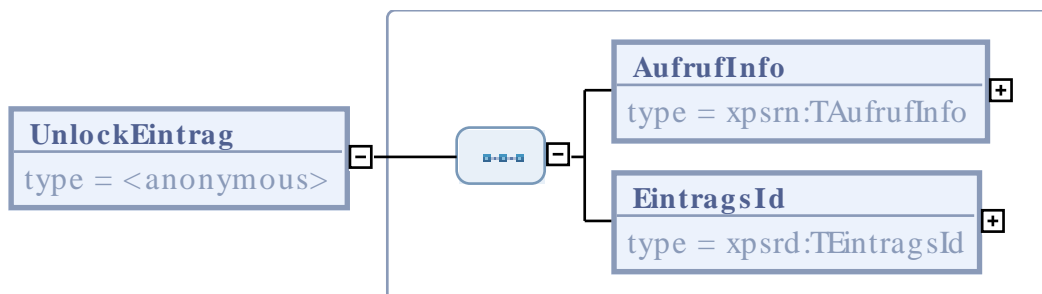 AufrufInfo
type = xpsrn:TAufrufInfo
UnlockEintrag
type = <anonymous>
EintragsId
type = xpsrd:TEintragsId